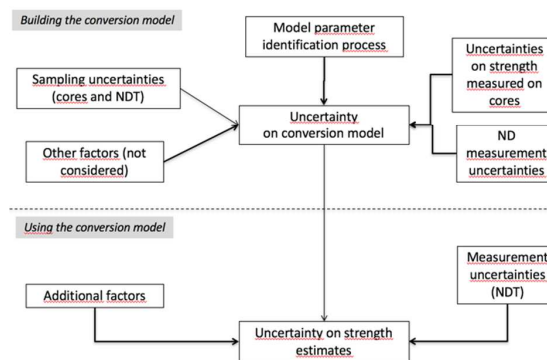 Building the conversion model
Model parameter
identification process
Sampling uncertainties
(cores and NDT)
Uncertainties
on strength
measured on
cores
Uncertainty
on conversion model
Other factors (not
considered)
ND
measurement
uncertainties
Using the conversion model
Measurement
uncertainties
(NDT)
Additional factors
Uncertainty on strength
estimates